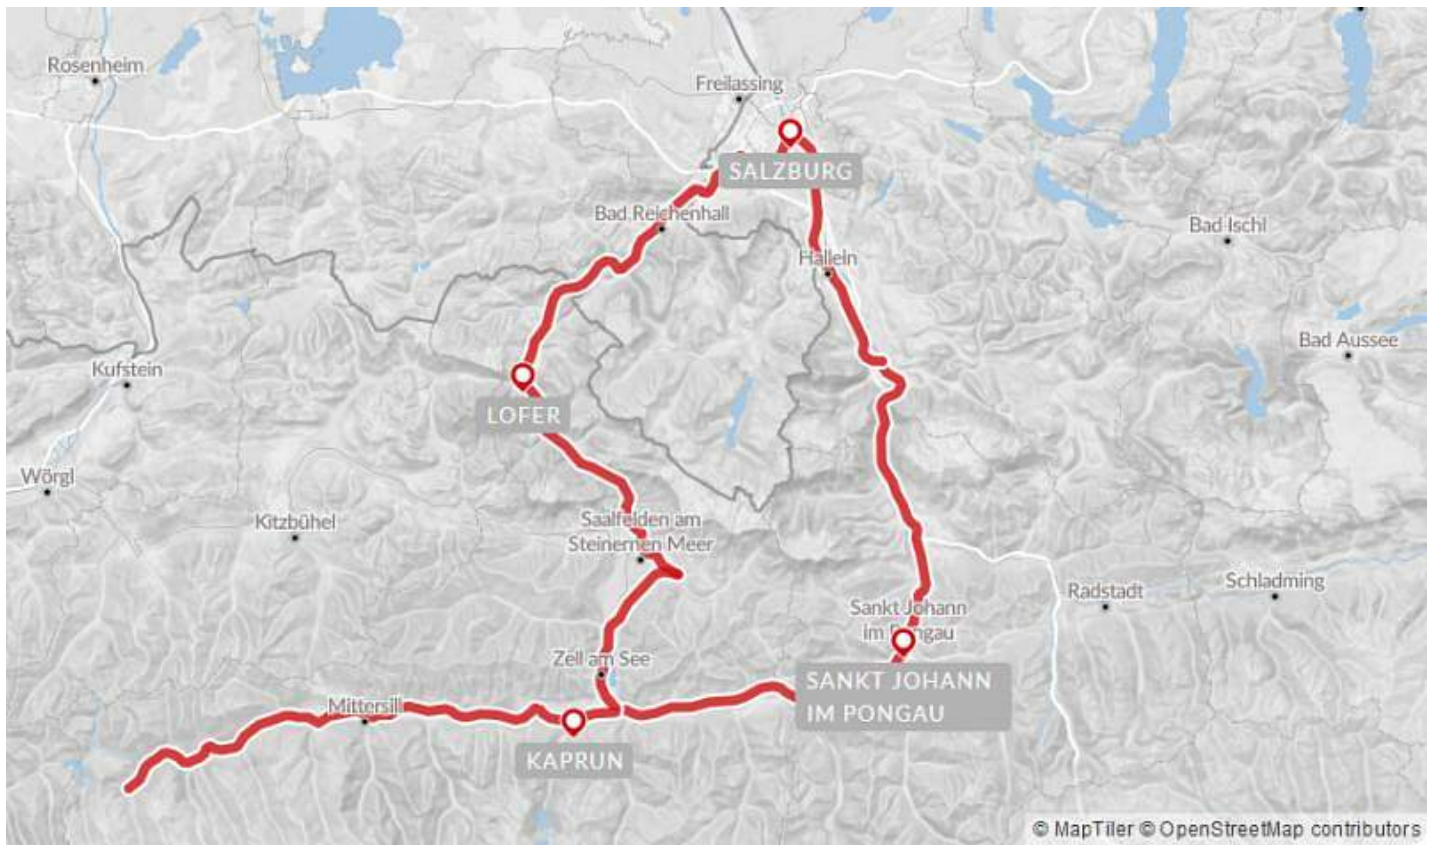 Rosenheim
Freilassing
SALZBURG
Bad Reichenhall
Bad Ischl
Hallein
Bad Aussee
Kufstein
LOFER
Wörgl
Kitzbühel
Saalfelden am
Steinernen Meer
Schladming
Radstadt
Sankt Johann
im Pongau
Zell am See
SANKT JOHANN
IM PONGAU
Mittersill
KAPRUN
© MapTiler © OpenStreetMap contributors